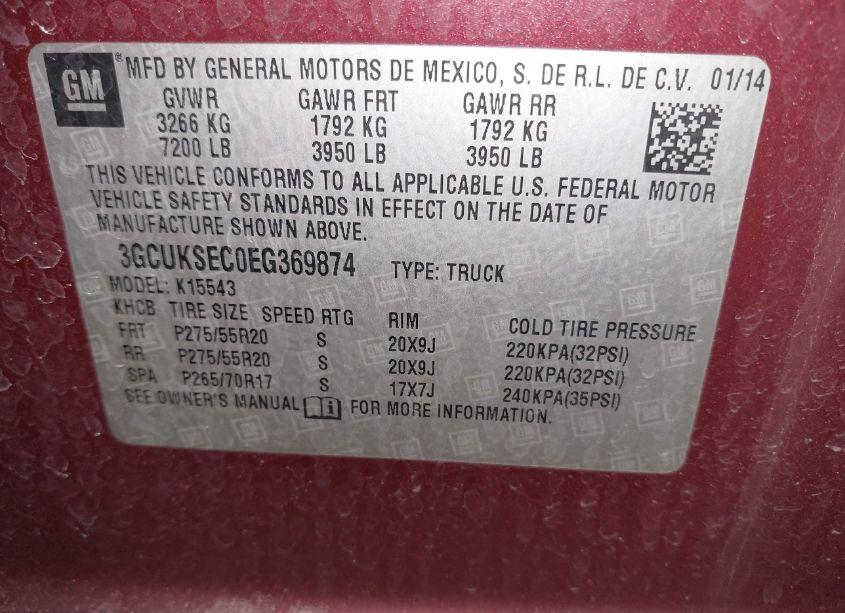 GM® MFD BY GENERAL MOTORS DE MEXICO, S. DE R.L. DE C.V. 01/14
GVWR GAWR FRT GAWR RR
3266 KG 1792 KG 1792 KG
7200 LB 3950 LB 3950 LB
THIS VEHICLE CONFORMS TO ALL APPLICABLE U.S. FEDERAL MOTOR
VEHICLE SAFETY STANDARDS IN EFFECT ON THE DATE OF
MANUFACTURE SHOWN ABOVE.
3GCUKSEC0EG369874 TYPE: TRUCK
MODEL: K15543
KHCB TIRE SIZE SPEED RTG RIM COLD TIRE PRESSURE
FRT P275/55R20 S 20X9J 220KPA(32PSI)
RR P275/55R20 S 20X9J 220KPA(32PSI)
SPA P265/70R17 S 17X7J 240KPA(35PSI)
SEE OWNER'S MANUAL FOR MORE INFORMATION.